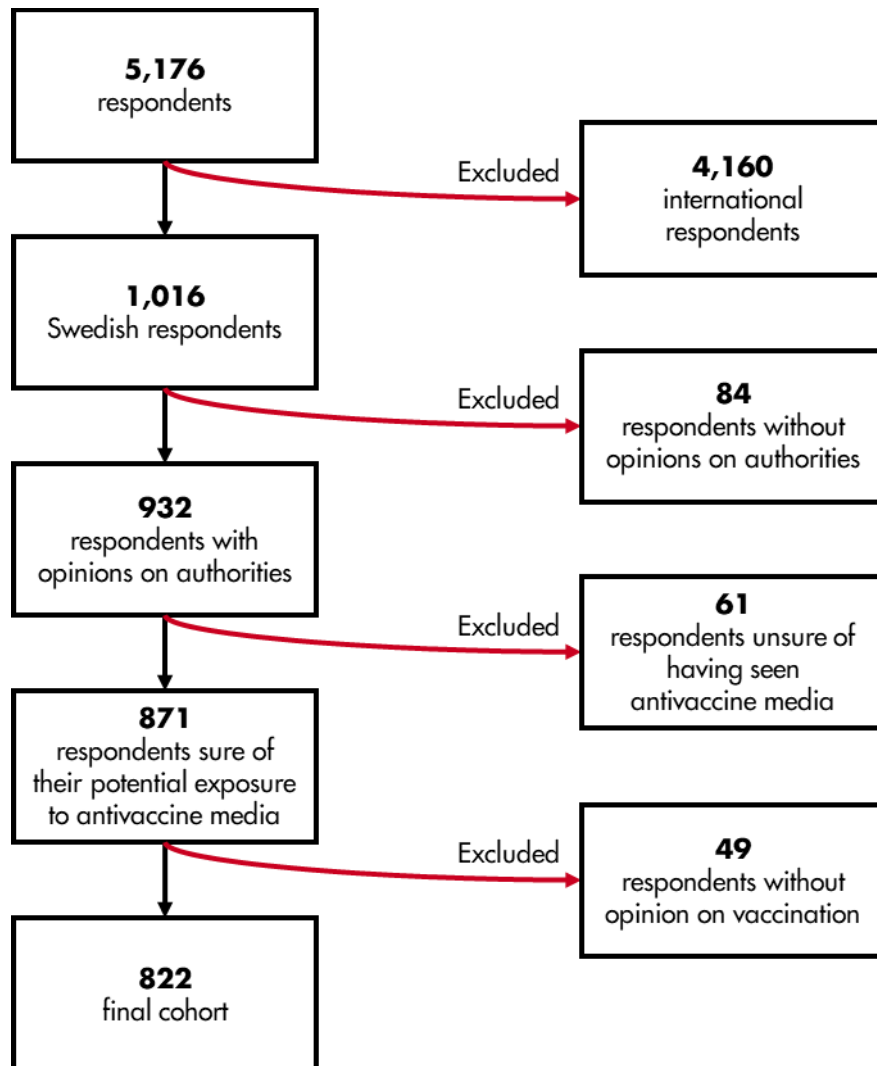 5,176
respondents
Excluded
4,160
international
respondents
1,016
Swedish respondents
Excluded
84
respondents without
opinions on authorities
932
respondents with
opinions on authorities
Excluded
61
respondents unsure of
having seen
antivaccine media
871
respondents sure of
their potential exposure
to antivaccine media
Excluded
49
respondents without
opinion on vaccination
822
final cohort